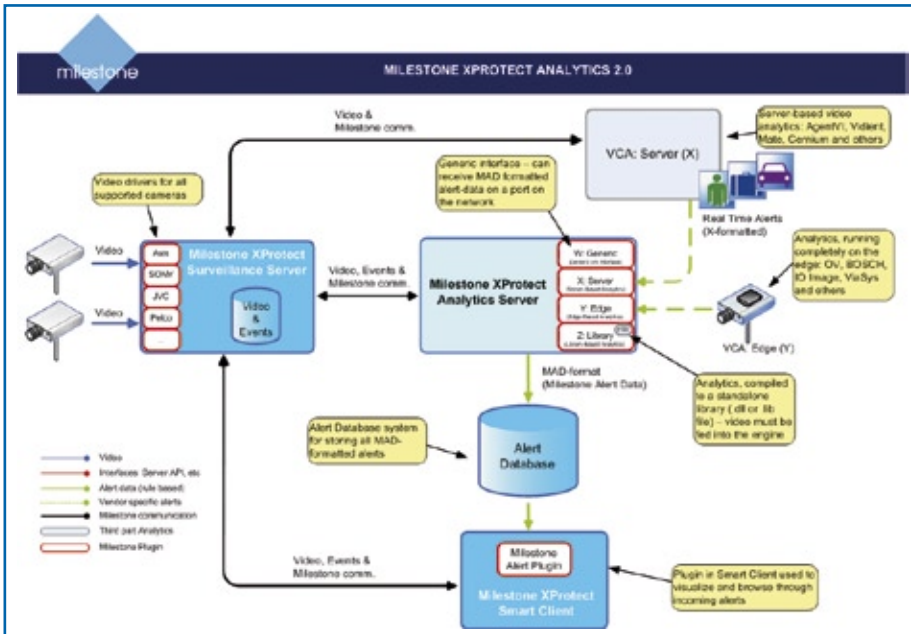 milestone
MILESTONE XPROTECT ANALYTICS 2.0
Video &
Milestone comm.
VCA: Server (X)
Server-based video
analytics: AgentVI, Vidient,
Mate, Cernium and others
Generic interface – can
receive MAD formatted
alert-data on a port on
the network
Video drivers for all
supported cameras
Real Time Alerts
(X-formatted)
Video
Video
Axis
SONY
JVC
Pelco
...
Milestone XProtect
Surveillance Server
Video
&
Events
Video, Events &
Milestone comm.
Milestone XProtect
Analytics Server
W: Generic
X: Server
Y: Edge
Z: Library
Analytics, running
completely on the
edge: OV, BOSCH,
IO Image, ViaSys
and others
VCA: Edge (Y)
MAD-format
(Milestone Alert Data)
Analytics, compiled
to a standalone
library (.dll or .lib
file) – video must be
fed into the engine
Alert Database system
for storing all MAD-
formatted alerts
Alert
Database
Video
Interfaces: Server API, etc
Alert data (rule based)
Vendor specific alerts
Milestone communication
Third part Analytics
Milestone Plugin
Video, Events &
Milestone comm.
Milestone
Alert Plugin
Milestone XProtect
Smart Client
Plugin in Smart Client used to
visualize and browse through
incoming alerts